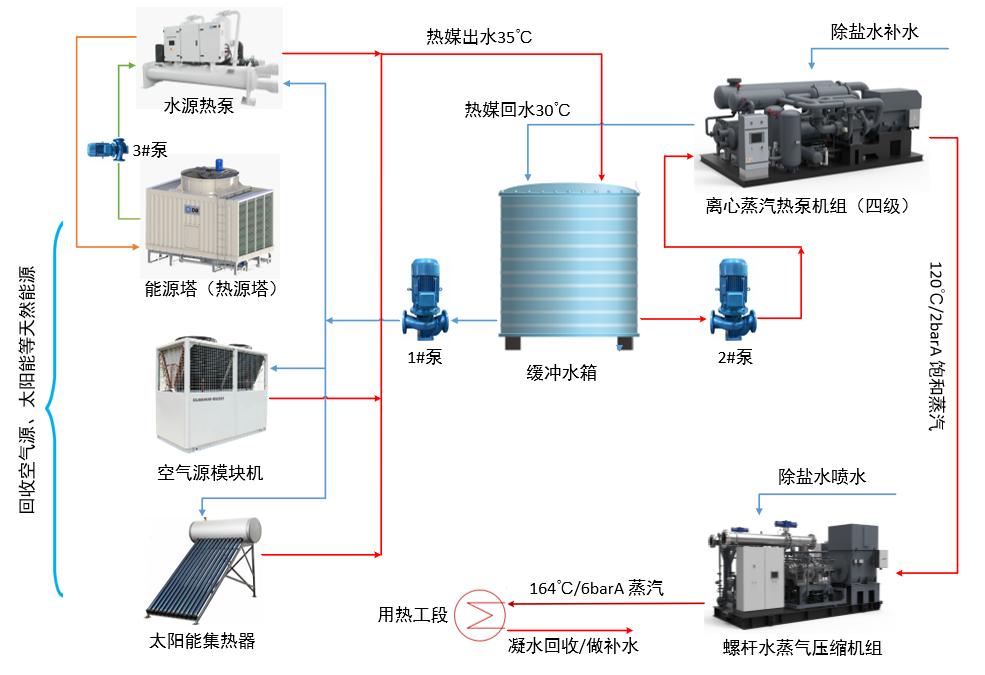 热媒出水35℃
除盐水补水
水源热泵
热媒回水30℃
3#泵
离心蒸汽热泵机组（四级）
能源塔（热源塔）
120℃/2barA 饱和蒸汽
回收空气源、太阳能等天然能源
1#泵
缓冲水箱
2#泵
空气源模块机
除盐水喷水
164℃/6barA 蒸汽
用热工段
太阳能集热器
凝水回收/做补水
螺杆水蒸气压缩机组